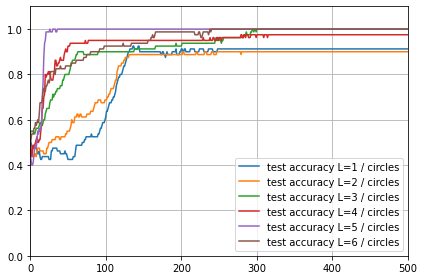 1.0
0.8
0.6
0.4
0.2
0.0
test accuracy L=1 / circles
test accuracy L=2 / circles
test accuracy L=3 / circles
test accuracy L=4 / circles
test accuracy L=5 / circles
test accuracy L=6 / circles
0 100 200 300 400 500